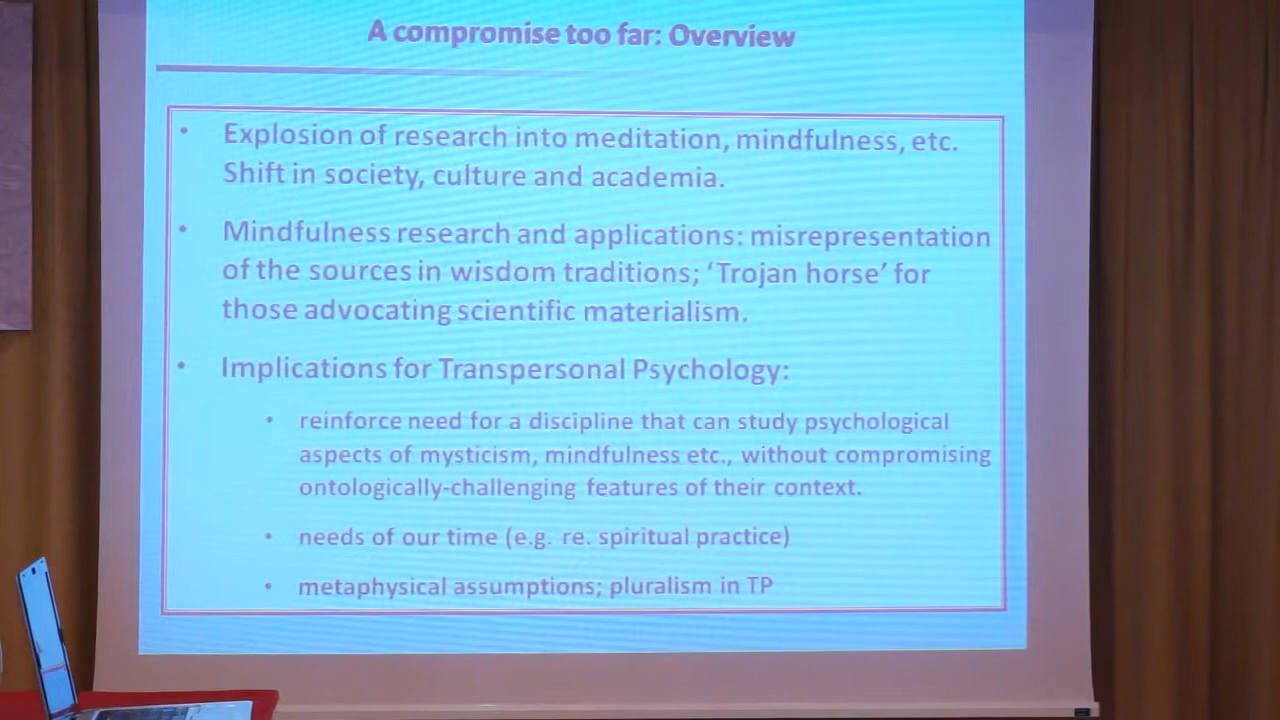 A compromise too far: Overview
• Explosion of research into meditation, mindfulness, etc.
Shift in society, culture and academia.
• Mindfulness research and applications: misrepresentation
of the sources in wisdom traditions; ‘Trojan horse’ for
those advocating scientific materialism.
• Implications for Transpersonal Psychology:
• reinforce need for a discipline that can study psychological
aspects of mysticism, mindfulness etc., without compromising
ontologically-challenging features of their context.
• needs of our time (e.g. re. spiritual practice)
• metaphysical assumptions; pluralism in TP